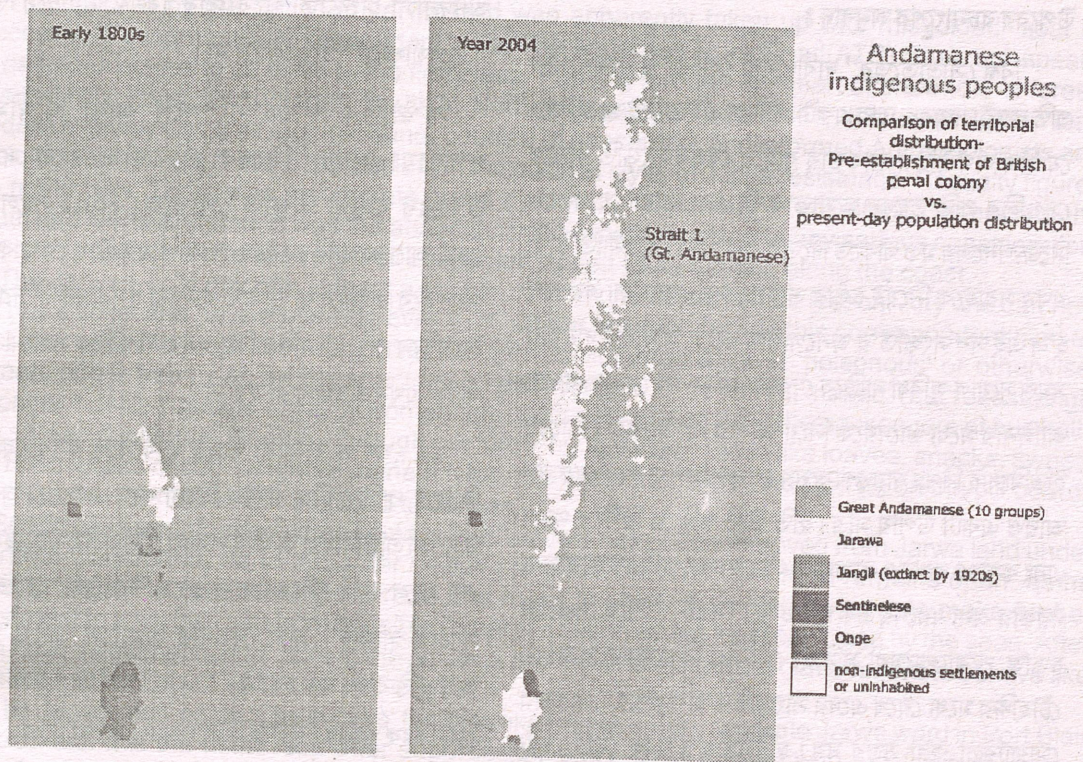 Early 1800s
Year 2004
Strait I.
(Gt. Andamanese)
Andamanese
indigenous peoples
Comparison of territorial
distribution-
Pre-establishment of British
penal colony
vs.
present-day population distribution
Great Andamanese (10 groups)
Jarawa
Jangil (extinct by 1920s)
Sentinelese
Onge
non-indigenous settlements
or uninhabited